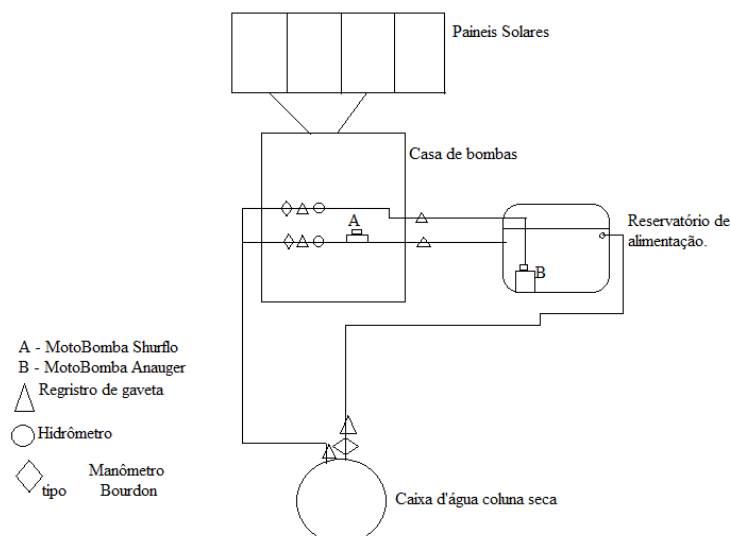 Paineis Solares
Casa de bombas
A
B
Reservatório de
alimentação.
A - MotoBomba Shurflo
B - MotoBomba Anauger
Regristro de gaveta
Hidrômetro
Manômetro
tipo Bourdon
Caixa d'água coluna seca